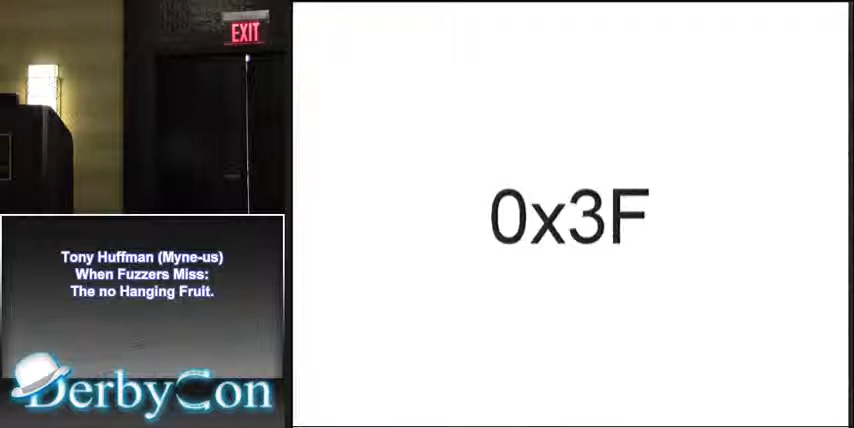 EXIT
0x3F
Tony Huffman (Myne-us)
When Fuzzers Miss:
The no Hanging Fruit.
DerbyCon